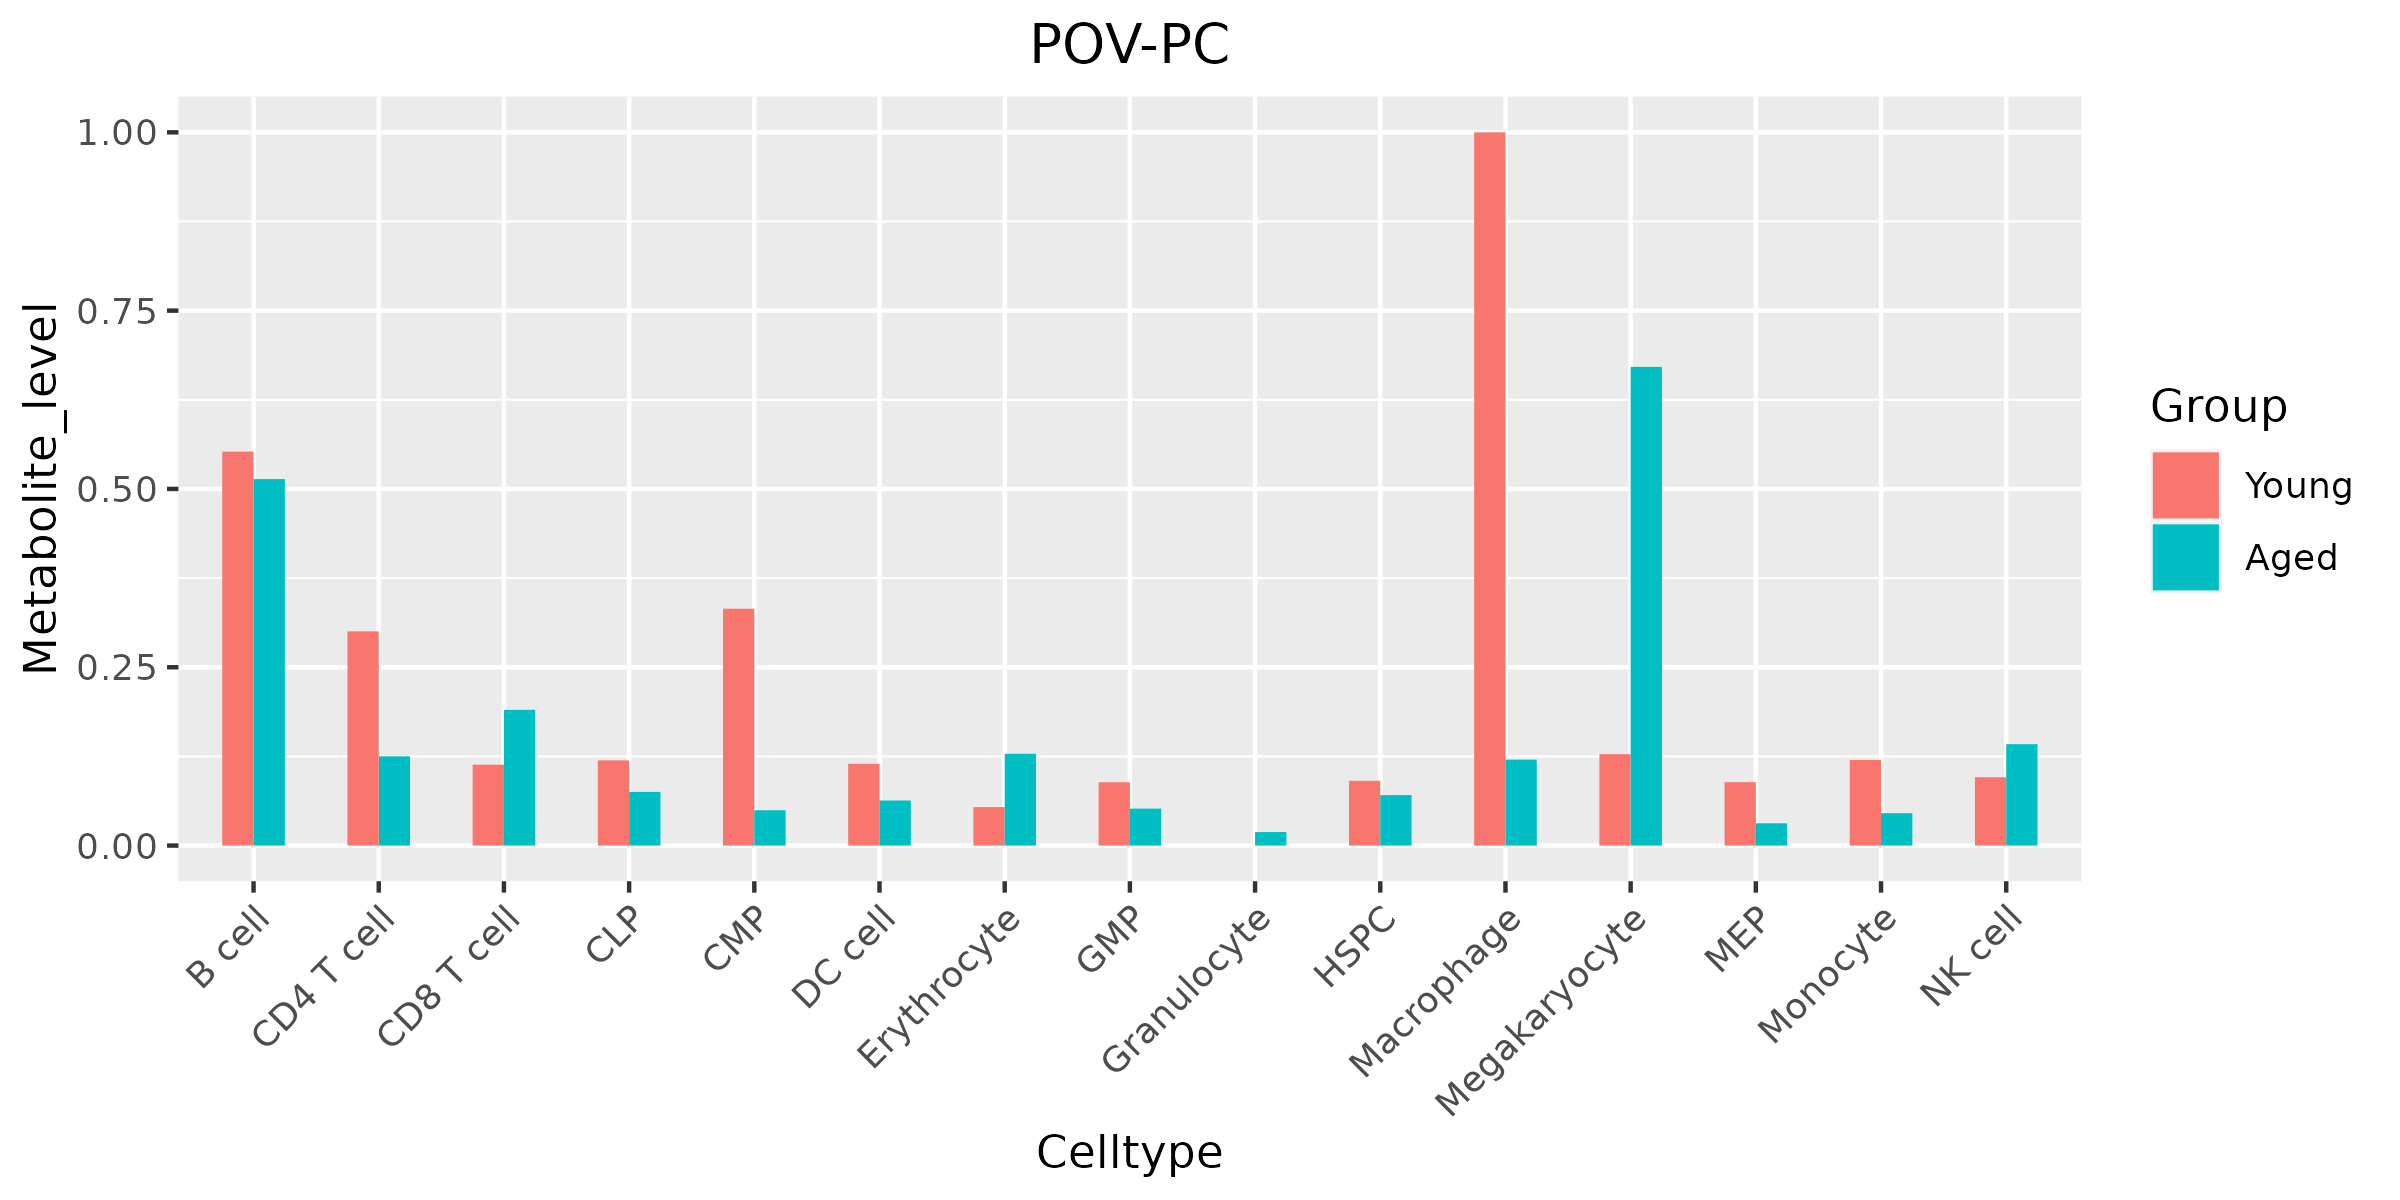 POV-PC
Metabolite_level
1.00
0.75
0.50
0.25
0.00
B cell
CD4 T cell
CD8 T cell
CLP
CMP
DC cell
Erythrocyte
GMP
Granulocyte
HSPC
Macrophage
Megakaryocyte
MEP
Monocyte
NK cell
Celltype
Group
Young
Aged